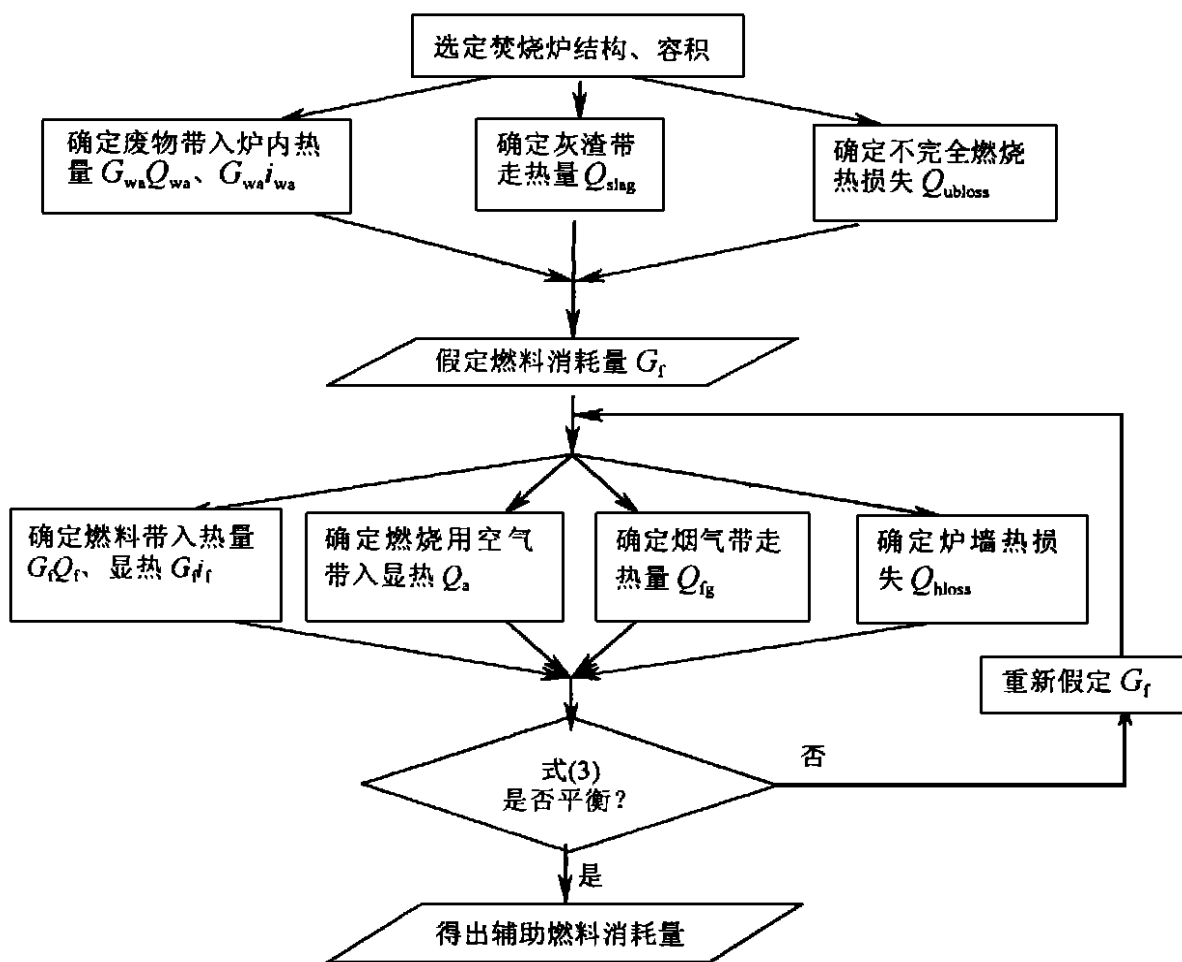 选定焚烧炉结构、容积
确定废物带入炉内热
量 GwaQwa、Gwaiwa
确定灰渣带
走热量 Qslag
确定不完全燃烧
热损失 Qubloss
假定燃料消耗量 Gf
确定燃料带入热量
GfQf、显热 Gfif
确定燃烧用空气
带入显热 Qa
确定烟气带走
热量 Qfg
确定炉墙热损
失 Qhloss
重新假定 Gf
式(3)
是否平衡？
否
是
得出辅助燃料消耗量